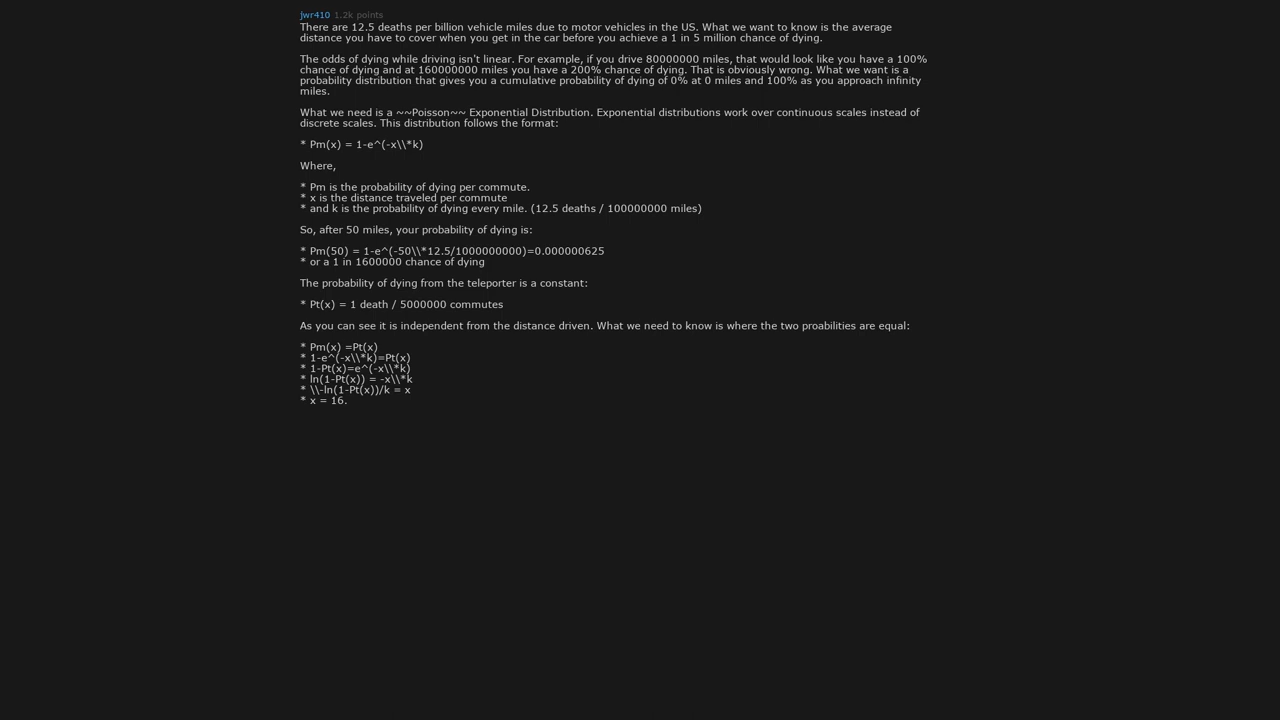 jwr410 1.2k points
There are 12.5 deaths per billion vehicle miles due to motor vehicles in the US. What we want to know is the average
distance you have to cover when you get in the car before you achieve a 1 in 5 million chance of dying.
The odds of dying while driving isn't linear. For example, if you drive 80000000 miles, that would look like you have a 100%
chance of dying and at 160000000 miles you have a 200% chance of dying. That is obviously wrong. What we want is a
probability distribution that gives you a cumulative probability of dying of 0% at 0 miles and 100% as you approach infinity
miles.
What we need is a ~~Poisson~~ Exponential Distribution. Exponential distributions work over continuous scales instead of
discrete scales. This distribution follows the format:
* Pm(x) = 1-e^(-x\\*k)
Where,
* Pm is the probability of dying per commute.
* x is the distance traveled per commute
* and k is the probability of dying every mile. (12.5 deaths / 100000000 miles)
So, after 50 miles, your probability of dying is:
* Pm(50) = 1-e^(-50\\*12.5/1000000000)=0.000000625
* or a 1 in 1600000 chance of dying
The probability of dying from the teleporter is a constant:
* Pt(x) = 1 death / 5000000 commutes
As you can see it is independent from the distance driven. What we need to know is where the two proabilities are equal:
* Pm(x) =Pt(x)
* 1-e^(-x\\*k)=Pt(x)
* 1-Pt(x)=e^(-x\\*k)
* ln(1-Pt(x)) = -x\\*k
* \\-ln(1-Pt(x))/k = x
* x = 16.